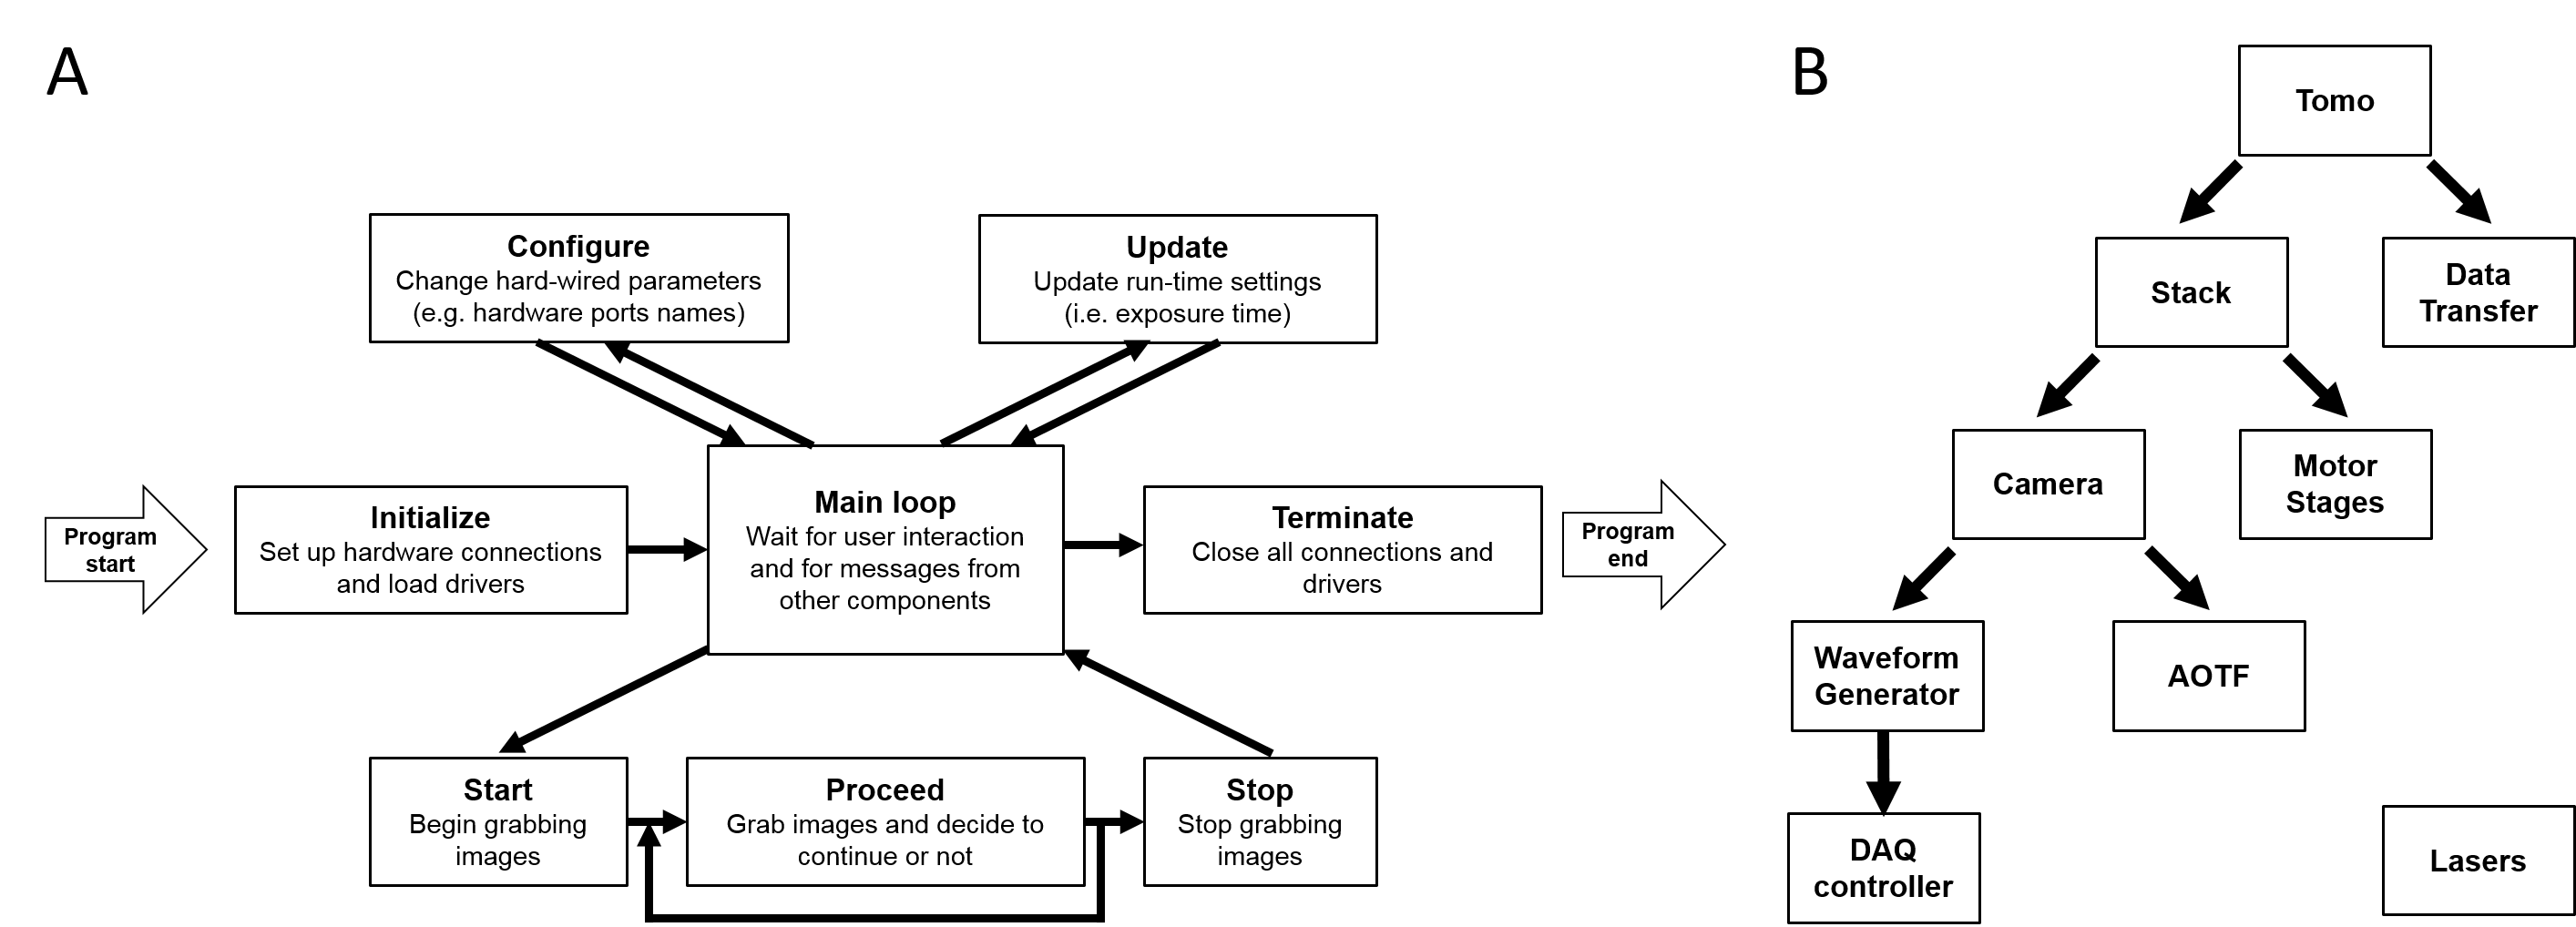 A
Configure
Change hard-wired parameters
(e.g. hardware ports names)
Update
Update run-time settings
(i.e. exposure time)
Program
start
Initialize
Set up hardware connections
and load drivers
Main loop
Wait for user interaction
and for messages from
other components
Terminate
Close all connections and
drivers
Program
end
Start
Begin grabbing
images
Proceed
Grab images and decide to
continue or not
Stop
Stop grabbing
images
B
Tomo
Stack
Data
Transfer
Camera
Motor
Stages
Waveform
Generator
AOTF
DAQ
controller
Lasers